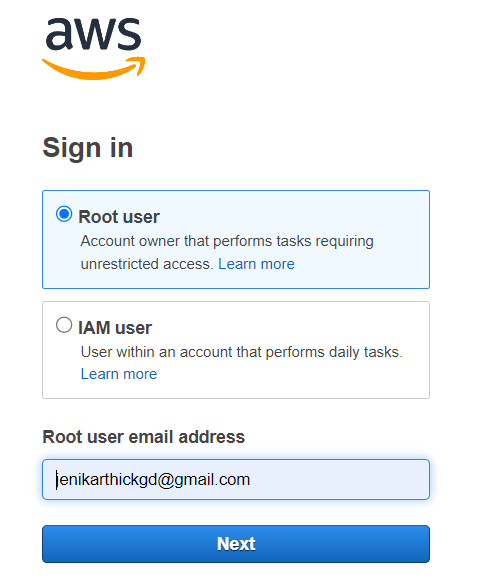 aws
Sign in
Root user
Account owner that performs tasks requiring
unrestricted access. Learn more
IAM user
User within an account that performs daily tasks.
Learn more
Root user email address
jenikarthickgd@gmail.com
Next